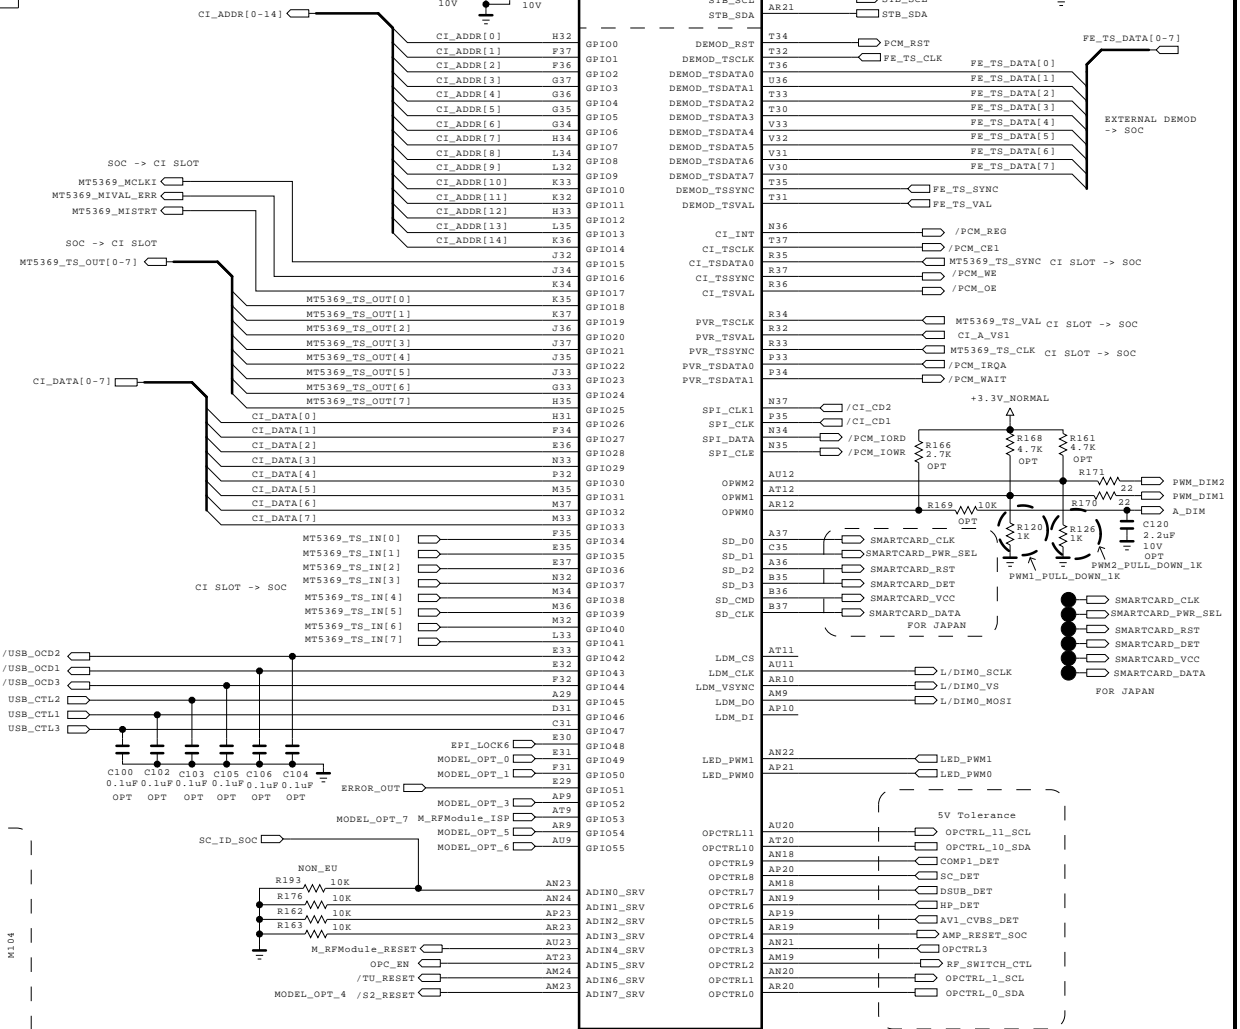 10V
10V
STB_SCL
STB_SCL
STB_SDA
AR21
STB_SDA
CI_ADDR[0-14]
CI_ADDR[0]
H32
GPIO0
CI_ADDR[1]
F37
GPIO1
CI_ADDR[2]
F36
GPIO2
CI_ADDR[3]
G37
GPIO3
CI_ADDR[4]
G36
GPIO4
CI_ADDR[5]
G35
GPIO5
CI_ADDR[6]
G34
GPIO6
CI_ADDR[7]
H34
GPIO7
CI_ADDR[8]
L34
GPIO8
CI_ADDR[9]
L32
GPIO9
CI_ADDR[10]
K33
GPIO10
CI_ADDR[11]
K32
GPIO11
CI_ADDR[12]
H33
GPIO12
CI_ADDR[13]
L35
GPIO13
CI_ADDR[14]
K36
GPIO14
SOC -> CI SLOT
MT5369_MCLKI
J32
GPIO15
MT5369_MIVAL_ERR
J34
GPIO16
MT5369_MISTRT
K34
GPIO17
SOC -> CI SLOT
MT5369_TS_OUT[0-7]
MT5369_TS_OUT[0]
K35
GPIO18
MT5369_TS_OUT[1]
K37
GPIO19
MT5369_TS_OUT[2]
J36
GPIO20
MT5369_TS_OUT[3]
J37
GPIO21
MT5369_TS_OUT[4]
J35
GPIO22
MT5369_TS_OUT[5]
J33
GPIO23
MT5369_TS_OUT[6]
G33
GPIO24
MT5369_TS_OUT[7]
H35
GPIO25
CI_DATA[0-7]
CI_DATA[0]
H31
GPIO26
CI_DATA[1]
F34
GPIO27
CI_DATA[2]
E36
GPIO28
CI_DATA[3]
N33
GPIO29
CI_DATA[4]
P32
GPIO30
CI_DATA[5]
M35
GPIO31
CI_DATA[6]
M37
GPIO32
CI_DATA[7]
M33
GPIO33
CI SLOT -> SOC
MT5369_TS_IN[0]
F35
GPIO34
MT5369_TS_IN[1]
E35
GPIO35
MT5369_TS_IN[2]
E37
GPIO36
MT5369_TS_IN[3]
N32
GPIO37
MT5369_TS_IN[4]
M34
GPIO38
MT5369_TS_IN[5]
M36
GPIO39
MT5369_TS_IN[6]
M32
GPIO40
MT5369_TS_IN[7]
L33
GPIO41
/USB_OCD2
E33
GPIO42
/USB_OCD1
E32
GPIO43
/USB_OCD3
F32
GPIO44
USB_CTL2
A29
GPIO45
USB_CTL1
D31
GPIO46
USB_CTL3
C31
GPIO47
C100 C102 C103 C105 C106 C104
0.1uF 0.1uF 0.1uF 0.1uF 0.1uF 0.1uF
OPT OPT OPT OPT OPT OPT
EPI_LOCK6
E30
GPIO48
MODEL_OPT_0
E31
GPIO49
MODEL_OPT_1
F31
GPIO50
ERROR_OUT
E29
GPIO51
MODEL_OPT_3
AP9
GPIO52
MODEL_OPT_7 M_RFModule_ISP
AT9
GPIO53
MODEL_OPT_5
AR9
GPIO54
MODEL_OPT_6
AU9
GPIO55
SC_ID_SOC
NON_EU
R193 10K
AN23
ADIN0_SRV
R176 10K
AN24
ADIN1_SRV
R162 10K
AP23
ADIN2_SRV
R163 10K
AR23
ADIN3_SRV
M_RFModule_RESET
AU23
ADIN4_SRV
OPC_EN
AT23
ADIN5_SRV
/TU_RESET
AM24
ADIN6_SRV
MODEL_OPT_4 /S2_RESET
AM23
ADIN7_SRV
M104
DEMOD_RST
T34
PCM_RST
DEMOD_TSCLK
T32
FE_TS_CLK
FE_TS_DATA[0-7]
DEMOD_TSDATA0
T36
FE_TS_DATA[0]
DEMOD_TSDATA1
U36
FE_TS_DATA[1]
DEMOD_TSDATA2
T33
FE_TS_DATA[2]
DEMOD_TSDATA3
T30
FE_TS_DATA[3]
DEMOD_TSDATA4
V33
FE_TS_DATA[4]
DEMOD_TSDATA5
V32
FE_TS_DATA[5]
DEMOD_TSDATA6
V31
FE_TS_DATA[6]
DEMOD_TSDATA7
V30
FE_TS_DATA[7]
EXTERNAL DEMOD
-> SOC
DEMOD_TSSYNC
T35
FE_TS_SYNC
DEMOD_TSVAL
T31
FE_TS_VAL
CI_INT
N36
/PCM_REG
CI_TSCLK
T37
/PCM_CE1
CI_TSDATA0
R35
MT5369_TS_SYNC CI SLOT -> SOC
CI_TSSYNC
R37
/PCM_WE
CI_TSVAL
R36
/PCM_OE
PVR_TSCLK
R34
MT5369_TS_VAL CI SLOT -> SOC
PVR_TSVAL
R32
CI_A_VS1
PVR_TSSYNC
R33
MT5369_TS_CLK CI SLOT -> SOC
PVR_TSDATA0
P33
/PCM_IRQA
PVR_TSDATA1
P34
/PCM_WAIT
SPI_CLK1
N37
/CI_CD2
SPI_CLK
P35
/CI_CD1
SPI_DATA
N34
/PCM_IORD
SPI_CLE
N35
/PCM_IOWR
+3.3V_NORMAL
R166
2.7K
OPT
R168
4.7K
OPT
R161
4.7K
OPT
OPWM2
AU12
R171
22
PWM_DIM2
OPWM1
AT12
R170
22
PWM_DIM1
OPWM0
AR12
R169 10K
OPT
A_DIM
R120
1K
R126
1K
C120
2.2uF
10V
OPT
PWM2_PULL_DOWN_1K
PWM1_PULL_DOWN_1K
SD_D0
A37
SMARTCARD_CLK
SD_D1
C35
SMARTCARD_PWR_SEL
SD_D2
A36
SMARTCARD_RST
SD_D3
B35
SMARTCARD_DET
SD_CMD
B36
SMARTCARD_VCC
SD_CLK
B37
SMARTCARD_DATA
FOR JAPAN
SMARTCARD_CLK
SMARTCARD_PWR_SEL
SMARTCARD_RST
SMARTCARD_DET
SMARTCARD_VCC
SMARTCARD_DATA
FOR JAPAN
LDM_CS
AT11
LDM_CLK
AU11
L/DIM0_SCLK
LDM_VSYNC
AR10
L/DIM0_VS
LDM_DO
AM9
L/DIM0_MOSI
LDM_DI
AP10
LED_PWM1
AN22
LED_PWM1
LED_PWM0
AP21
LED_PWM0
5V Tolerance
OPCTRL11
AU20
OPCTRL_11_SCL
OPCTRL10
AT20
OPCTRL_10_SDA
OPCTRL9
AN18
COMP1_DET
OPCTRL8
AP20
SC_DET
OPCTRL7
AM18
DSUB_DET
OPCTRL6
AN19
HP_DET
OPCTRL5
AP19
AV1_CVBS_DET
OPCTRL4
AR19
AMP_RESET_SOC
OPCTRL3
AN21
OPCTRL3
OPCTRL2
AM19
RF_SWITCH_CTL
OPCTRL1
AN20
OPCTRL_1_SCL
OPCTRL0
AR20
OPCTRL_0_SDA